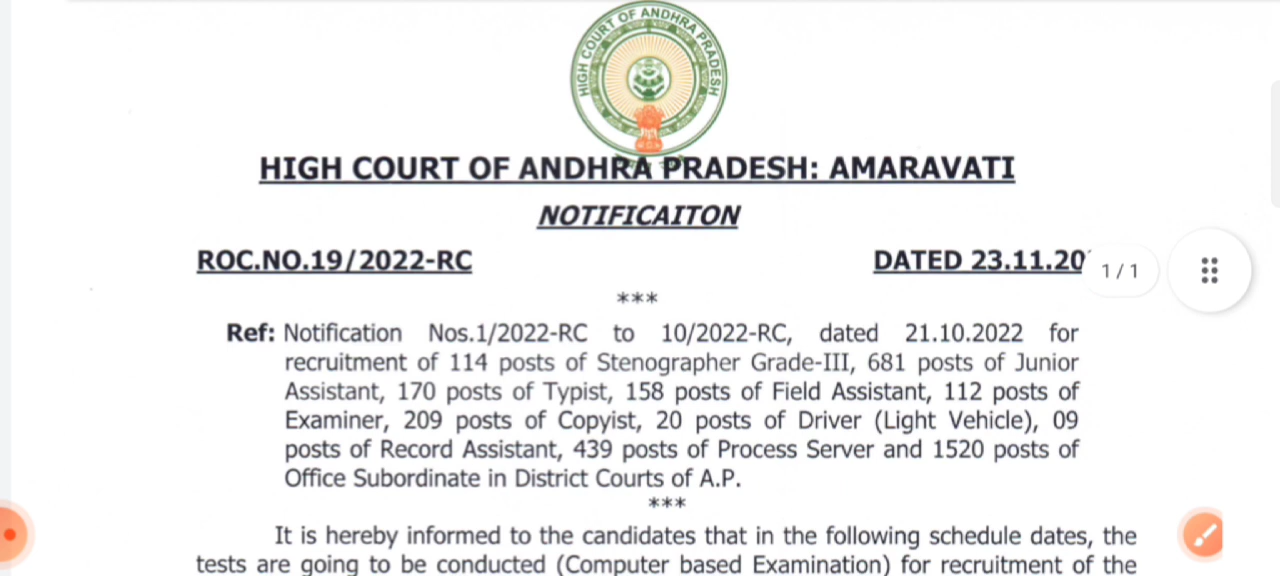 HIGH COURT OF ANDHRA PRADESH
HIGH COURT OF ANDHRA PRADESH: AMARAVATI
NOTIFICAITON
ROC.NO.19/2022-RC
DATED 23.11.20
1 / 1
***
Ref: Notification Nos.1/2022-RC to 10/2022-RC, dated 21.10.2022 for
recruitment of 114 posts of Stenographer Grade-III, 681 posts of Junior
Assistant, 170 posts of Typist, 158 posts of Field Assistant, 112 posts of
Examiner, 209 posts of Copyist, 20 posts of Driver (Light Vehicle), 09
posts of Record Assistant, 439 posts of Process Server and 1520 posts of
Office Subordinate in District Courts of A.P.
***
It is hereby informed to the candidates that in the following schedule dates, the
tests are going to be conducted (Computer based Examination) for recruitment of the